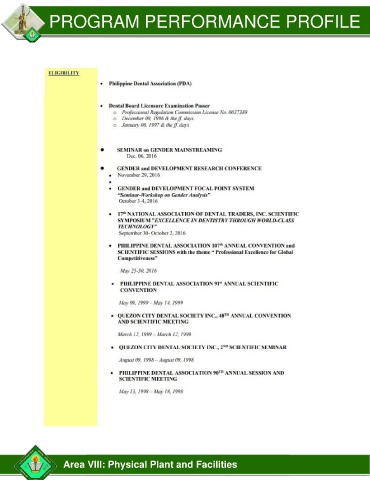 PROGRAM PERFORMANCE PROFILE
ELIGIBILITY
• Philippine Dental Association (PDA)
• Dental Board Licensure Examination Passer
o Professional Regulation Commission License No. 0037389
o December 09, 1996 & the ff. days
o January 06, 1997 & the ff. days
● SEMINAR on GENDER MAINSTREAMING
Dec. 06, 2016
● GENDER and DEVELOPMENT RESEARCH CONFERENCE
• November 29, 2016
•
• GENDER and DEVELOPMENT FOCAL POINT SYSTEM
"Seminar-Workshop on Gender Analysis"
October 3-4, 2016
• 17th NATIONAL ASSOCIATION OF DENTAL TRADERS, INC. SCIENTIFIC
SYMPOSIUM "EXCELLENCE IN DENTISTRY THROUGH WORLD-CLASS
TECHNOLOGY"
September 30- October 2, 2016
• PHILIPPINE DENTAL ASSOCIATION 107th ANNUAL CONVENTION and
SCIENTIFIC SESSIONS with the theme " Professional Excellence for Global
Competitiveness"
May 25-30, 2016
• PHILIPPINE DENTAL ASSOCIATION 91st ANNUAL SCIENTIFIC
CONVENTION
May 09, 1999 – May 14, 1999
• QUEZON CITY DENTAL SOCIETY INC., 48TH ANNUAL CONVENTION
AND SCIENTIFIC MEETING
March 12, 1999 – March 12, 1999
• QUEZON CITY DENTAL SOCIETY INC., 2ND SCIENTIFIC SEMINAR
August 09, 1998 – August 09, 1998
• PHILIPPINE DENTAL ASSOCIATION 90TH ANNUAL SESSION AND
SCIENTIFIC MEETING
May 13, 1998 – May 18, 1998
Area VIII: Physical Plant and Facilities